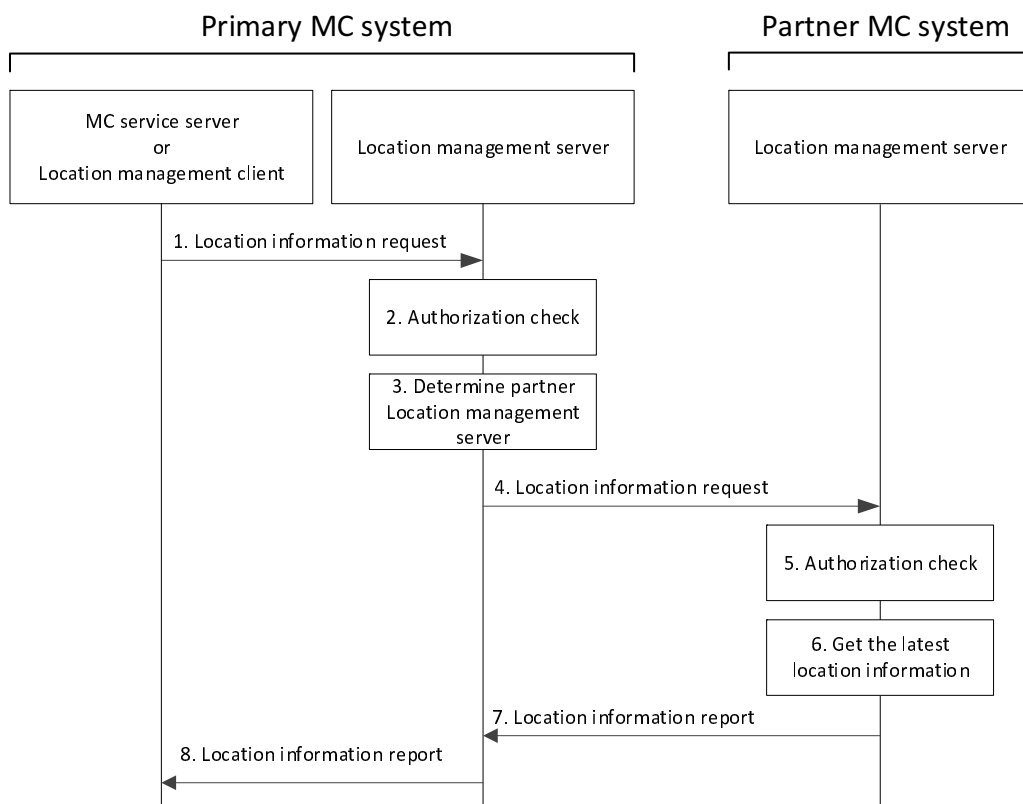 Primary MC system
Partner MC system
MC service server
or
Location management client
Location management server
Location management server
1. Location information request
2. Authorization check
3. Determine partner
Location management
server
4. Location information request
5. Authorization check
6. Get the latest
location information
7. Location information report
8. Location information report